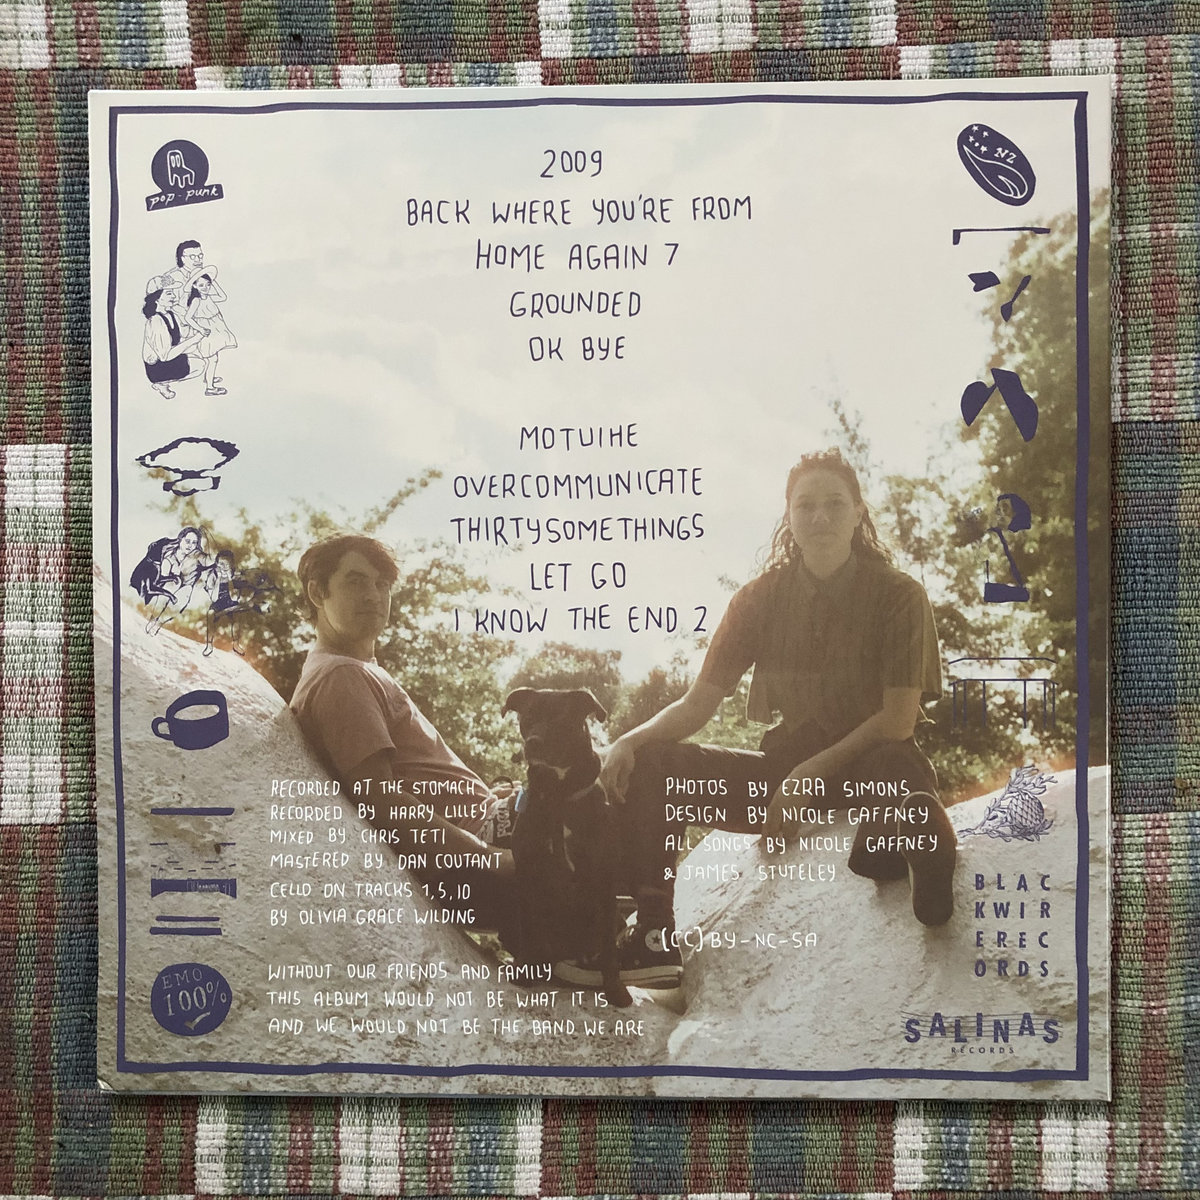 pop-punk
NZ
2009
BACK WHERE YOU'RE FROM
HOME AGAIN 7
GROUNDED
OK BYE
MOTUIHE
OVERCOMMUNICATE
THIRTYSOMETHINGS
LET GO
I KNOW THE END 2
RECORDED AT THE STOMACH
RECORDED BY HARRY LILLEY
MIXED BY CHRIS TETI
MASTERED BY DAN COUTANT
CELLO ON TRACKS 1,5,10
BY OLIVIA GRACE WILDING
WITHOUT OUR FRIENDS AND FAMILY
THIS ALBUM WOULD NOT BE WHAT IT IS
AND WE WOULD NOT BE THE BAND WE ARE
PHOTOS BY EZRA SIMONS
DESIGN BY NICOLE GAFFNEY
ALL SONGS BY NICOLE GAFFNEY
& JAMES STUTELEY
(CC) BY-NC-SA
EMO
100%
BLAC
KWIR
EREC
ORDS
SALINAS
RECORDS